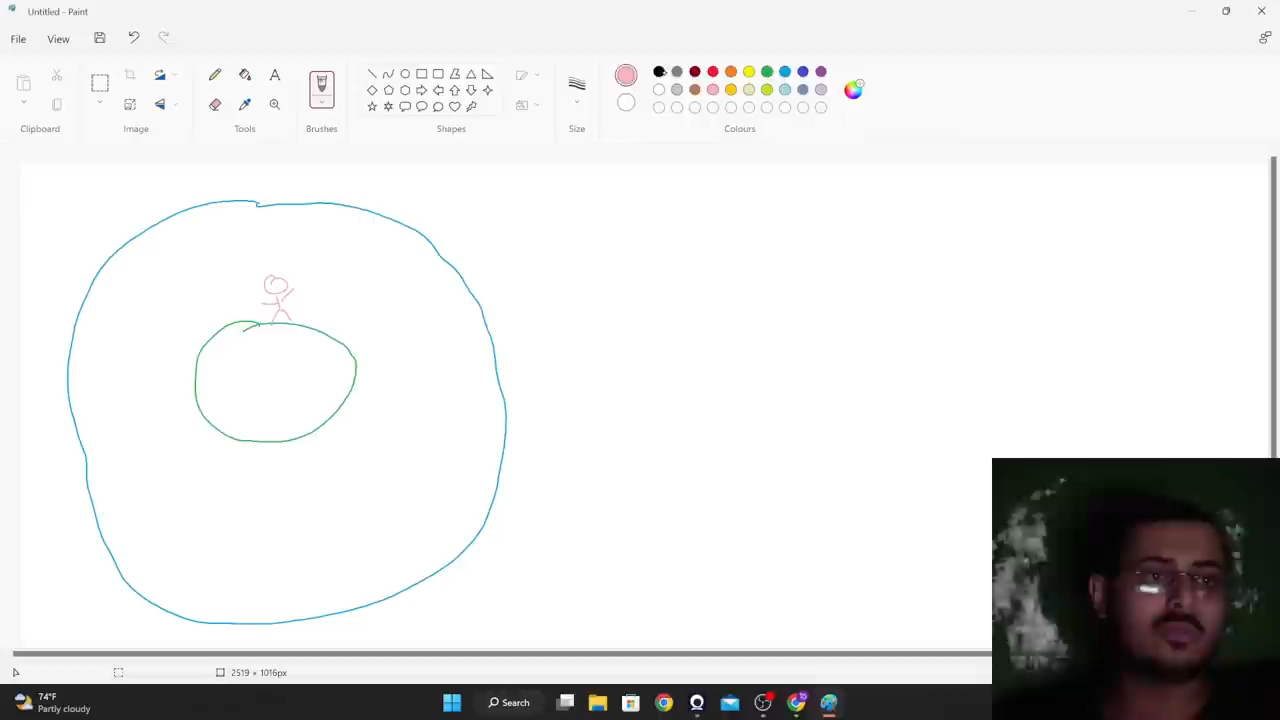 Untitled - Paint
File View
Clipboard Image Tools Brushes Shapes Size Colours
2519 × 1016px
74°F
Partly cloudy
Search